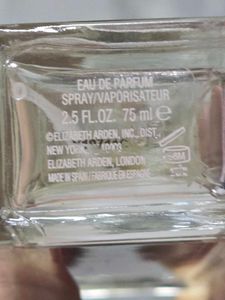 EAU DE PARFUM
SPRAY/VAPORISATEUR
2.5 FL.OZ. 75 ml e
©ELIZABETH ARDEN, INC., DIST.
NEW YORK
ELIZABETH ARDEN, LONDON
MADE IN SPAIN / FABRIQUÉ EN ESPAGNE